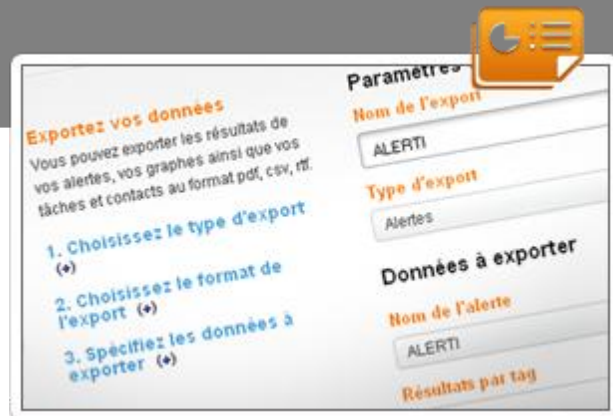 Exportez vos données
Vous pouvez exporter les résultats de
vos alertes, vos graphes ainsi que vos
tâches et contacts au format pdf, csv, rtf.
1. Choisissez le type d'export
(+)
2. Choisissez le format de
l'export (+)
3. Spécifiez les données à
exporter (+)
Paramètres
Nom de l'export
ALERTI
Type d'export
Alertes
Données à exporter
Nom de l'alerte
ALERTI
Résultats par tag